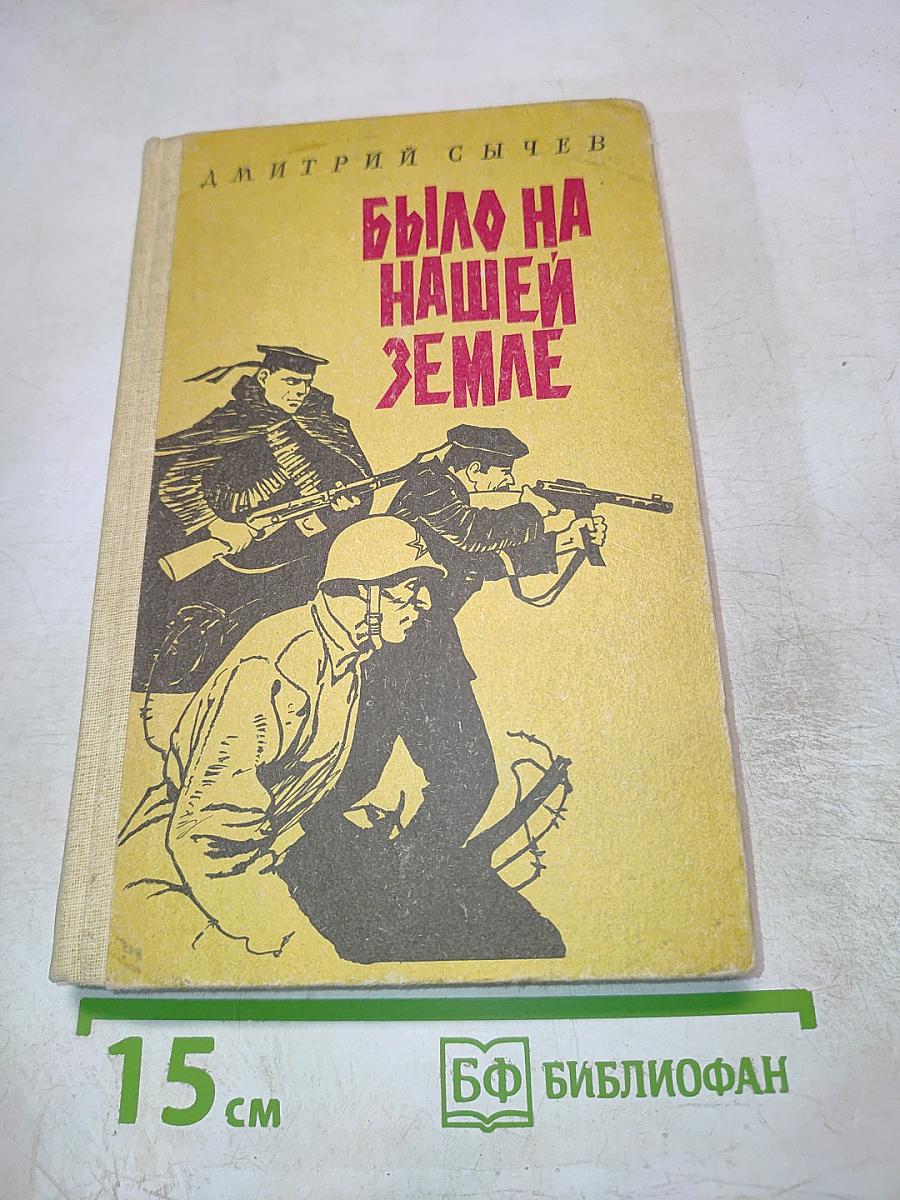 ДМИТРИЙ СЫЧЕВ
БЫЛО НА
НАШЕЙ
ЗЕМЛЕ
15 см
БФ БИБЛИОФАН